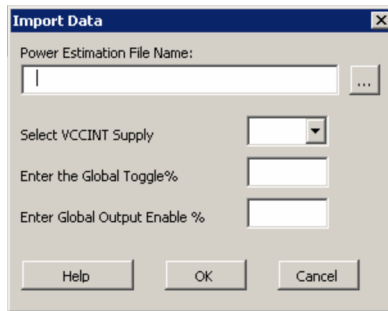 Import Data
Power Estimation File Name:
...
Select VCCINT Supply
Enter the Global Toggle%
Enter Global Output Enable %
Help OK Cancel